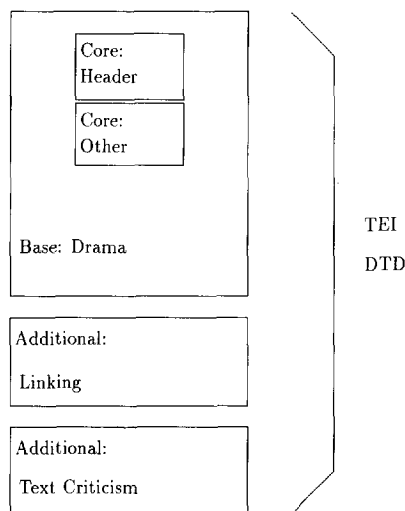 Core:
Header
Core:
Other
Base: Drama
TEI
DTD
Additional:
Linking
Additional:
Text Criticism